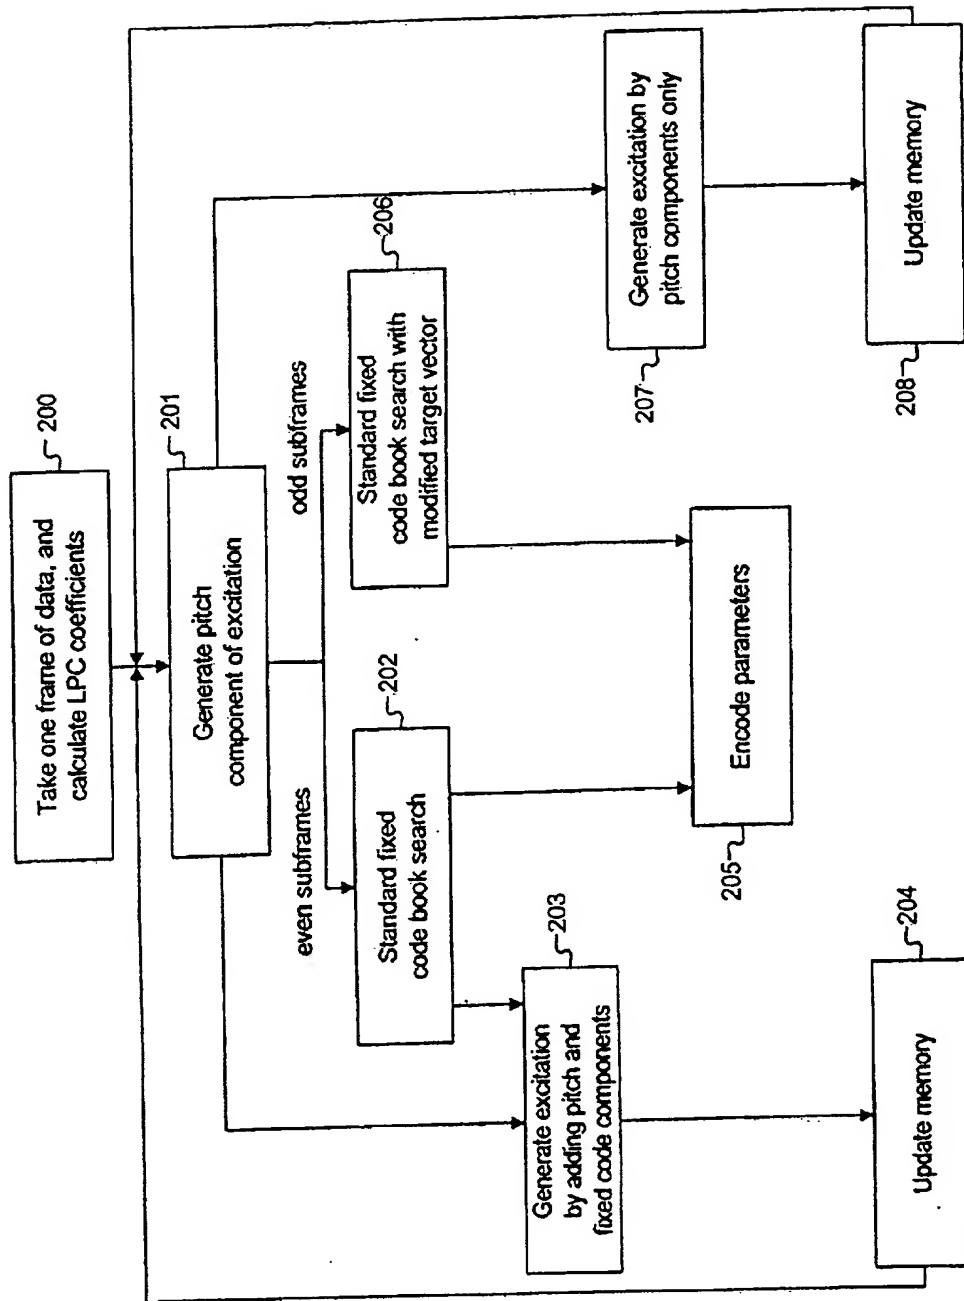 200
Take one frame of data, and
calculate LPC coefficients
201
Generate pitch
component of excitation
even subframes
odd subframes
202
Standard fixed
code book search
206
Standard fixed
code book search with
modified target vector
203
Generate excitation
by adding pitch and
fixed code components
205
Encode parameters
207
Generate excitation by
pitch components only
204
Update memory
208
Update memory